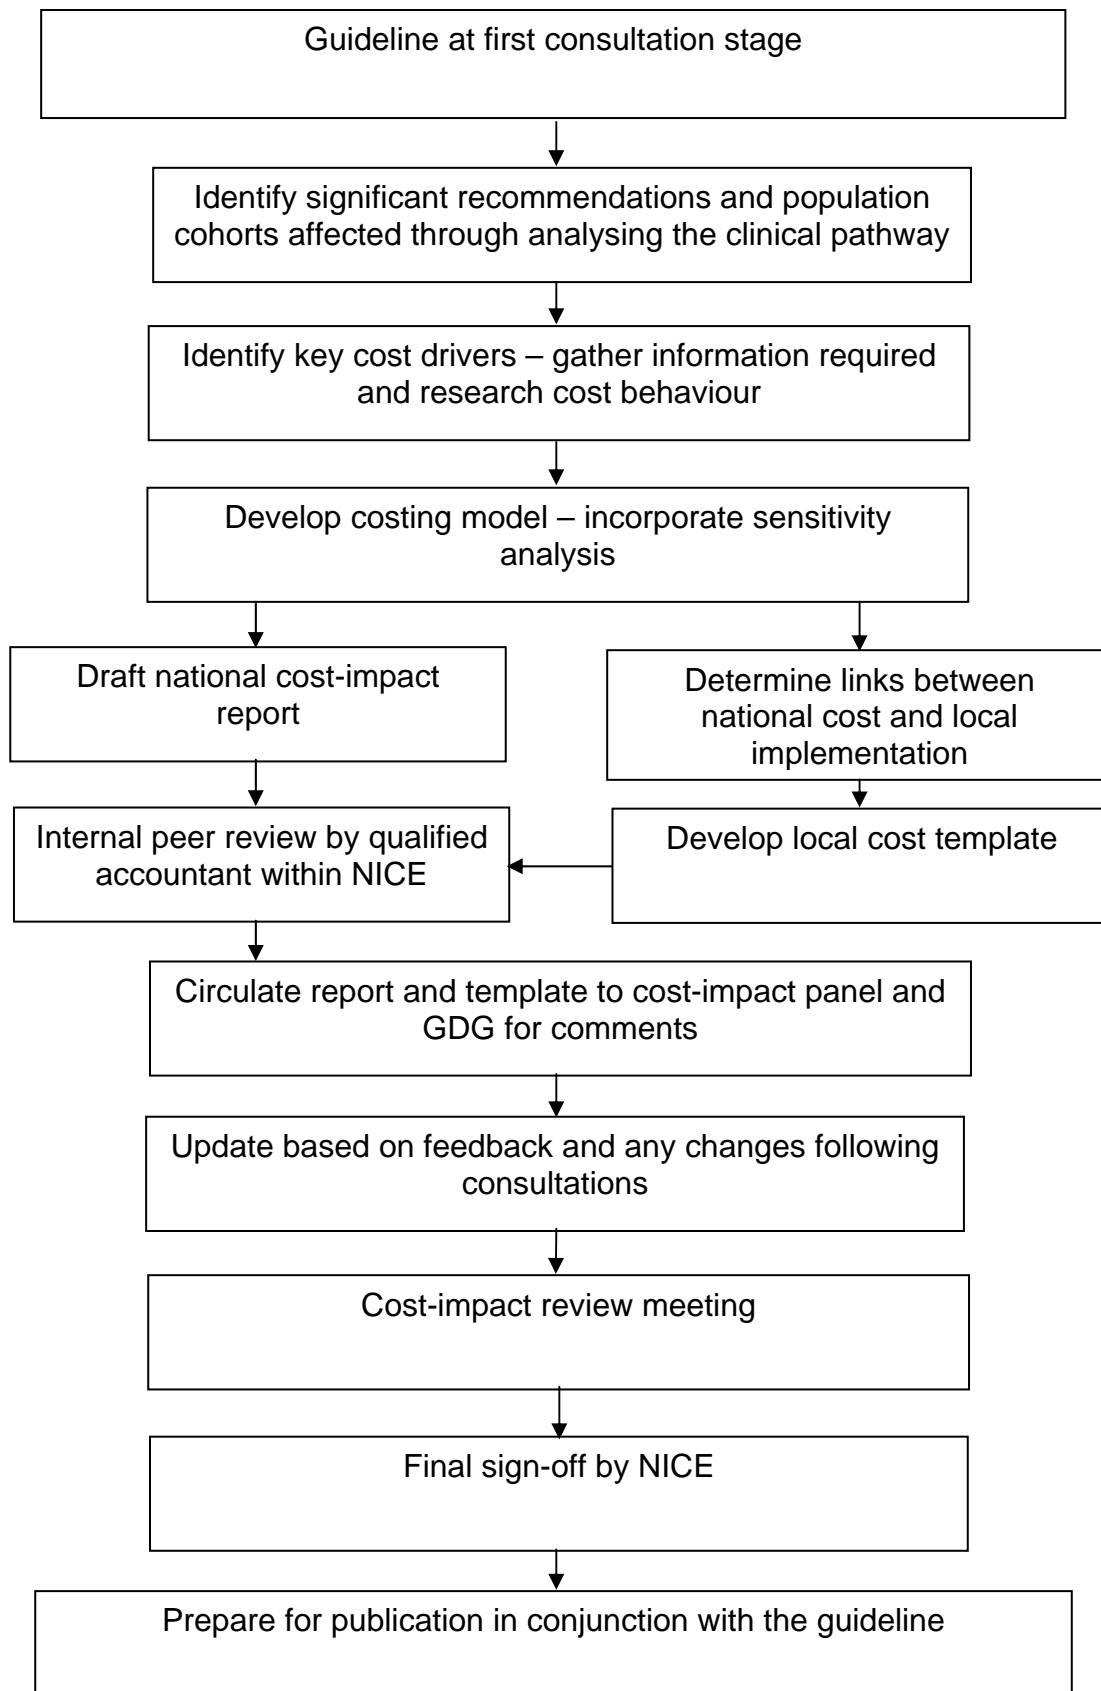 Guideline at first consultation stage
Identify significant recommendations and population
cohorts affected through analysing the clinical pathway
Identify key cost drivers – gather information required
and research cost behaviour
Develop costing model – incorporate sensitivity
analysis
Draft national cost-impact
report
Determine links between
national cost and local
implementation
Internal peer review by qualified
accountant within NICE
Develop local cost template
Circulate report and template to cost-impact panel and
GDG for comments
Update based on feedback and any changes following
consultations
Cost-impact review meeting
Final sign-off by NICE
Prepare for publication in conjunction with the guideline